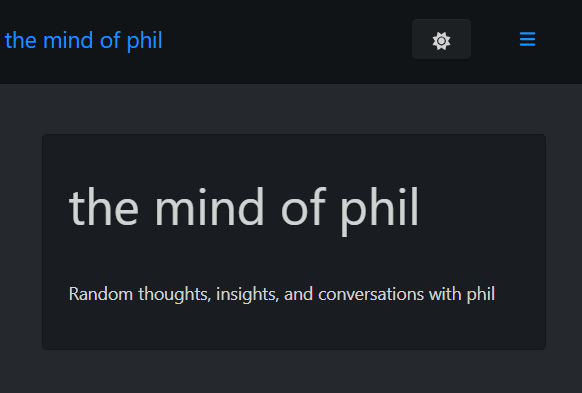 the mind of phil
the mind of phil
Random thoughts, insights, and conversations with phil